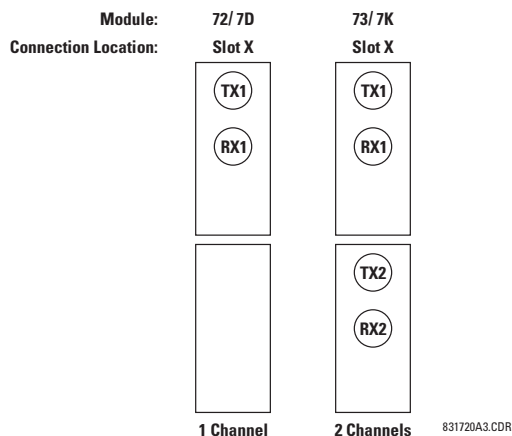 Module: 72/ 7D 73/ 7K
Connection Location: Slot X Slot X
TX1 TX1
RX1 RX1
TX2
RX2
1 Channel 2 Channels 831720A3.CDR